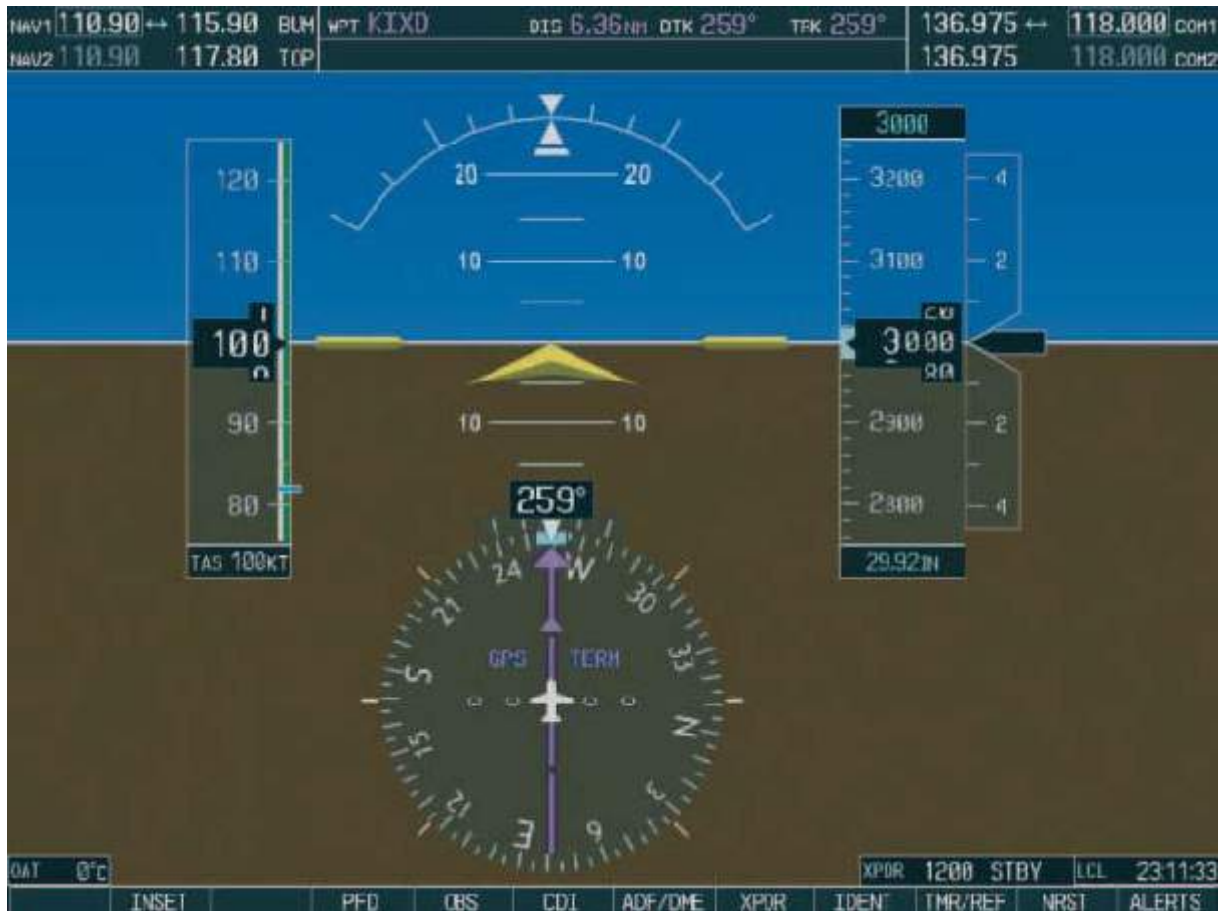 NAV1 110.90 ↔ 115.90 BUM WPT KIXD DIS 6.36NM DTK 259° TRK 259° 136.975 ↔ 118.000 COM1
NAV2 110.90 117.80 TOP 136.975 118.000 COM2
3000
120 20 20 3200 4
110 10 10 3100 2
100 3000
90 10 10 2900 2
80 259° 2800 4
TAS 100KT 29.92IN
24 W
21 30
GPS TERM
S 33
15 N
12 3
E 6
OAT 0°C XPDR 1200 STBY LCL 23:11:33
INSET PFD OBS CDI ADF/DME XPDR IDENT TMR/REF NRST ALERTS